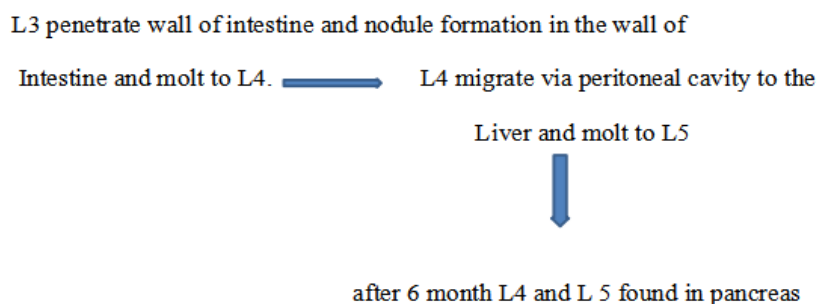 L3 penetrate wall of intestine and nodule formation in the wall of
Intestine and molt to L4. L4 migrate via peritoneal cavity to the
Liver and molt to L5
after 6 month L4 and L 5 found in pancreas